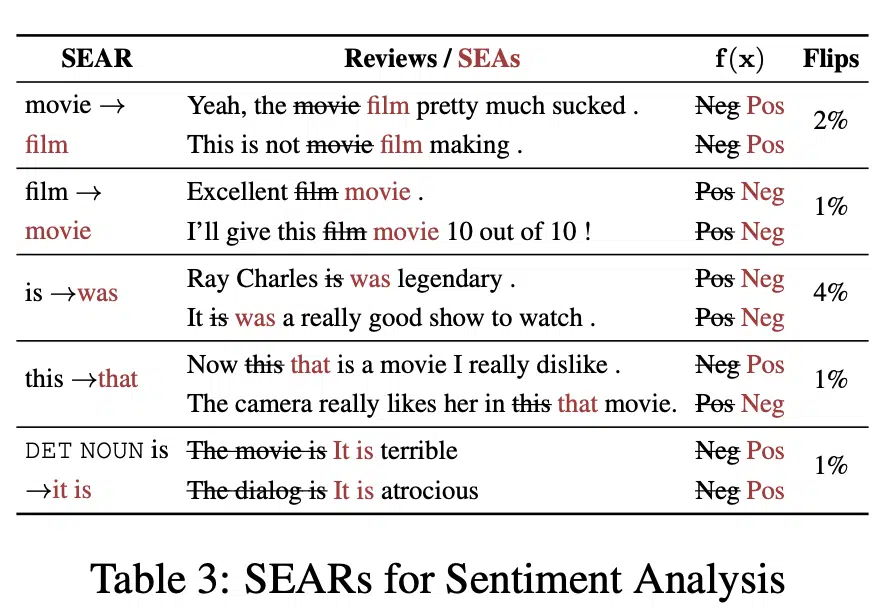 SEAR Reviews / SEAs f(x) Flips
movie → Yeah, the movie film pretty much sucked . Neg Pos
film This is not movie film making . Neg Pos 2%
film → Excellent film movie . Pos Neg
movie I'll give this film movie 10 out of 10 ! Pos Neg 1%
is →was Ray Charles is was legendary . Pos Neg 4%
It is was a really good show to watch . Pos Neg
this →that Now this that is a movie I really dislike . Neg Pos 1%
The camera really likes her in this that movie. Pos Neg
DET NOUN is The movie is It is terrible Neg Pos 1%
→it is The dialog is It is atrocious Neg Pos
Table 3: SEARs for Sentiment Analysis